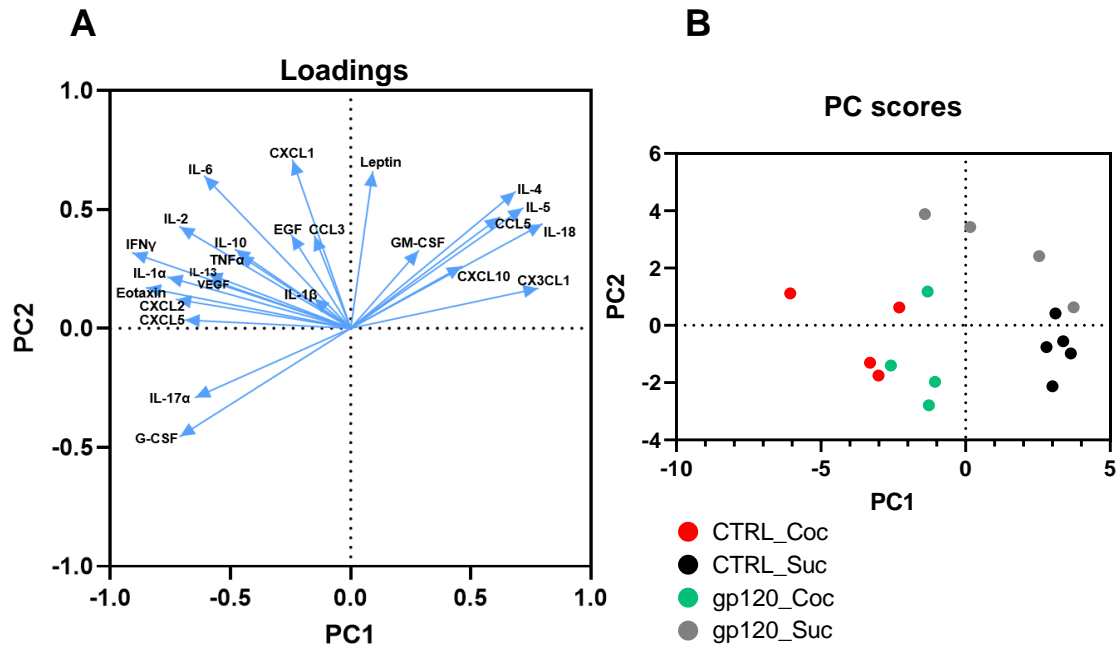 A
B
Loadings
PC scores
1.0
0.5
0.0
-0.5
-1.0
PC2
CXCL1
Leptin
IL-6
IL-4
IL-5
IL-2
CCL5
IL-18
EGF
CCL3
IFNγ
IL-10
GM-CSF
TNFα
IL-1α
IL-13
CXCL10
CX3CL1
VEGF
Eotaxin
IL-1β
CXCL2
CXCL5
IL-17α
G-CSF
-1.0
-0.5
0.0
0.5
1.0
PC1
6
4
2
0
-2
-4
PC2
-10
-5
0
5
PC1
CTRL_Coc
CTRL_Suc
gp120_Coc
gp120_Suc